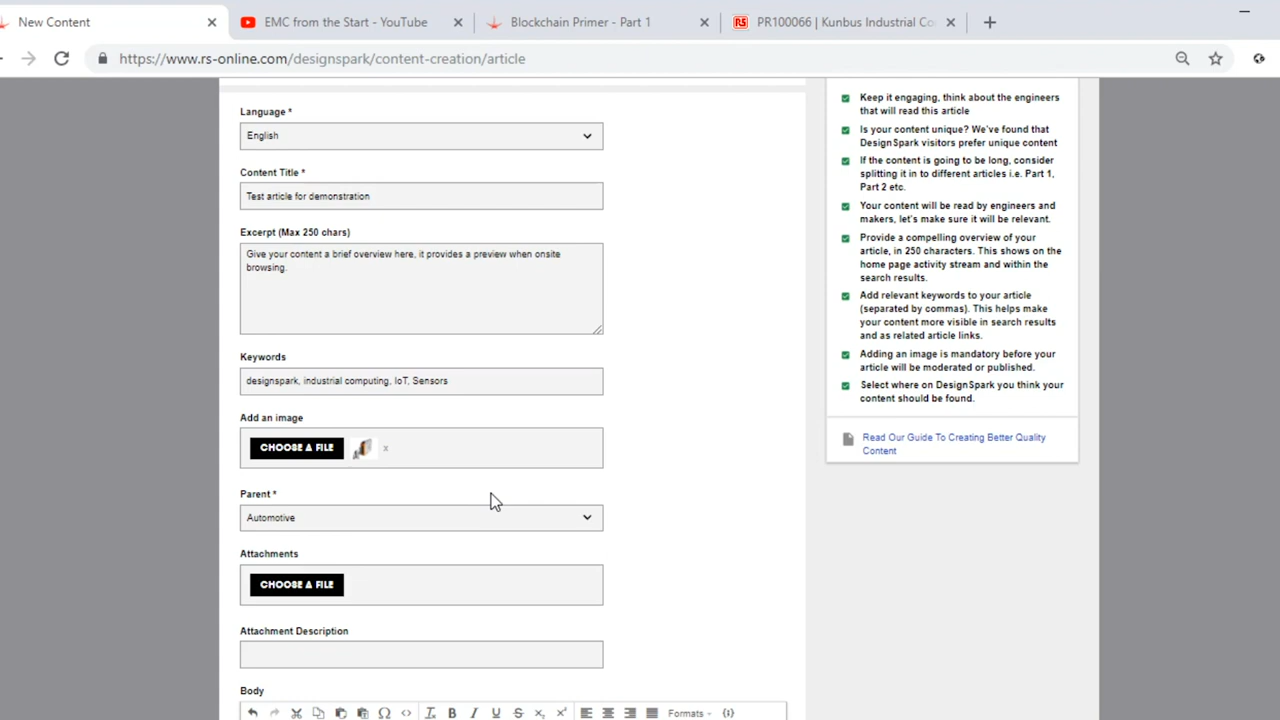 New Content
EMC from the Start - YouTube
Blockchain Primer - Part 1
RS
PR100066 | Kunbus Industrial Co
https://www.rs-online.com/designspark/content-creation/article
Language *
English
Content Title *
Test article for demonstration
Excerpt (Max 250 chars)
Give your content a brief overview here, it provides a preview when onsite
browsing.
Keywords
designspark, industrial computing, IoT, Sensors
Add an image
CHOOSE A FILE
x
Parent *
Automotive
Attachments
CHOOSE A FILE
Attachment Description
Body
Formats
Keep it engaging, think about the engineers
that will read this article
Is your content unique? We've found that
DesignSpark visitors prefer unique content
If the content is going to be long, consider
splitting it in to different articles i.e. Part 1,
Part 2 etc.
Your content will be read by engineers and
makers, let's make sure it will be relevant.
Provide a compelling overview of your
article, in 250 characters. This shows on the
home page activity stream and within the
search results.
Add relevant keywords to your article
(separated by commas). This helps make
your content more visible in search results
and as related article links.
Adding an image is mandatory before your
article will be moderated or published.
Select where on DesignSpark you think your
content should be found.
Read Our Guide To Creating Better Quality
Content